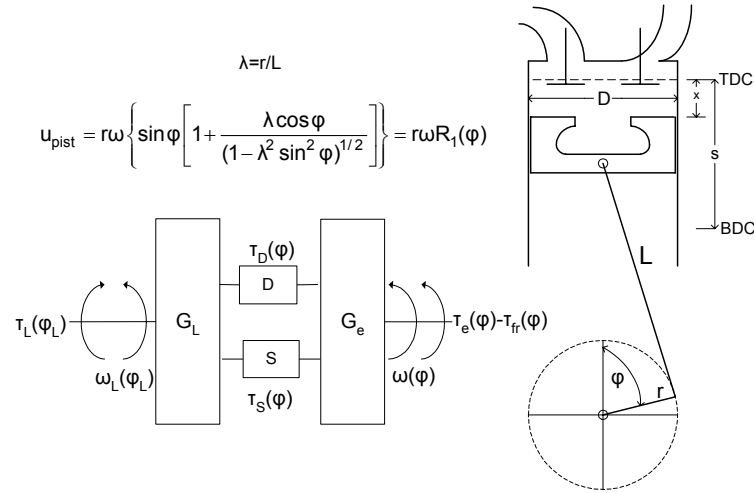 λ=r/L
u_pist = rω{sinφ[1 + λcosφ/(1−λ² sin² φ)^1/2]} = rωR₁(φ)
TDC
x
D
s
BDC
L
φ
r
τ_D(φ)
D
G_L
G_e
τ_L(φ_L)
τ_e(φ)-τ_fr(φ)
S
ω_L(φ_L)
ω(φ)
τ_S(φ)